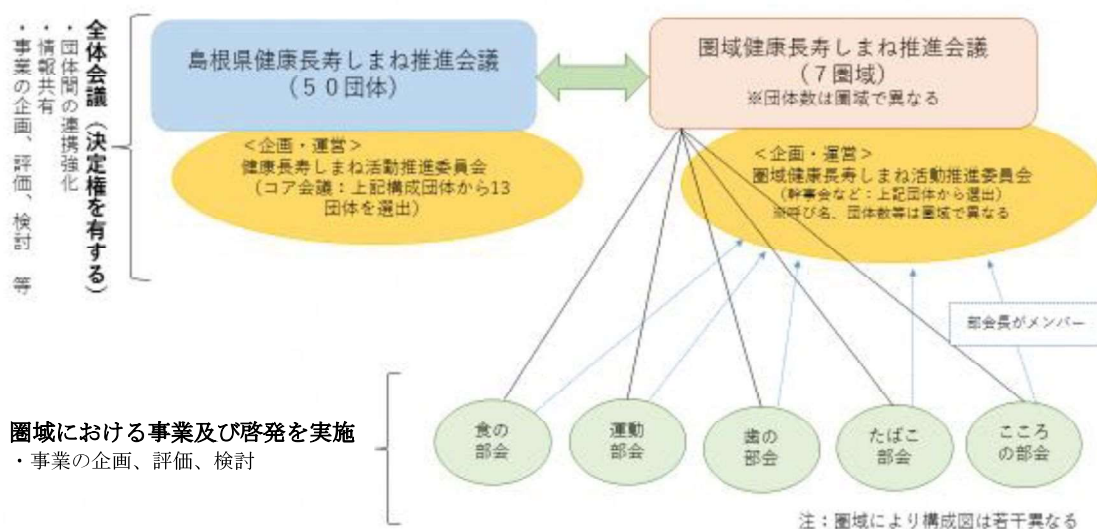 全体会議（決定権を有する）
・団体間の連携強化
・情報共有
・事業の企画、評価、検討　等
島根県健康長寿しまね推進会議
（５０団体）
圏域健康長寿しまね推進会議
（７圏域）
※団体数は圏域で異なる
＜企画・運営＞
健康長寿しまね活動推進委員会
（コア会議：上記構成団体から13
団体を選出）
＜企画・運営＞
圏域健康長寿しまね活動推進委員会
（幹事会など：上記団体から選出）
※呼び名、団体数等は圏域で異なる
部会長がメンバー
圏域における事業及び啓発を実施
・事業の企画、評価、検討
食の
部会
運動
部会
歯の
部会
たばこ
部会
こころ
の部会
注：圏域により構成図は若干異なる